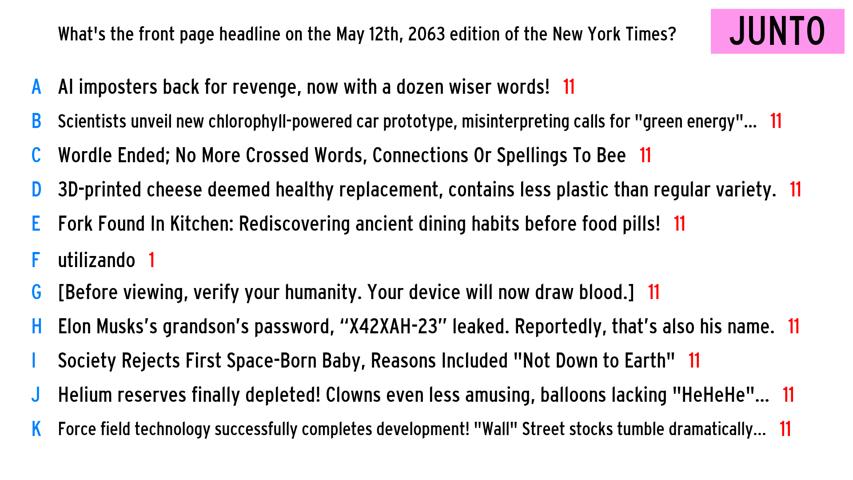 What's the front page headline on the May 12th, 2063 edition of the New York Times?
JUNTO
A AI imposters back for revenge, now with a dozen wiser words! 11
B Scientists unveil new chlorophyll-powered car prototype, misinterpreting calls for "green energy"... 11
C Wordle Ended; No More Crossed Words, Connections Or Spellings To Bee 11
D 3D-printed cheese deemed healthy replacement, contains less plastic than regular variety. 11
E Fork Found In Kitchen: Rediscovering ancient dining habits before food pills! 11
F utilizando 1
G [Before viewing, verify your humanity. Your device will now draw blood.] 11
H Elon Musks’s grandson’s password, “X42XAH-23” leaked. Reportedly, that’s also his name. 11
I Society Rejects First Space-Born Baby, Reasons Included "Not Down to Earth" 11
J Helium reserves finally depleted! Clowns even less amusing, balloons lacking "HeHeHe"... 11
K Force field technology successfully completes development! "Wall" Street stocks tumble dramatically... 11